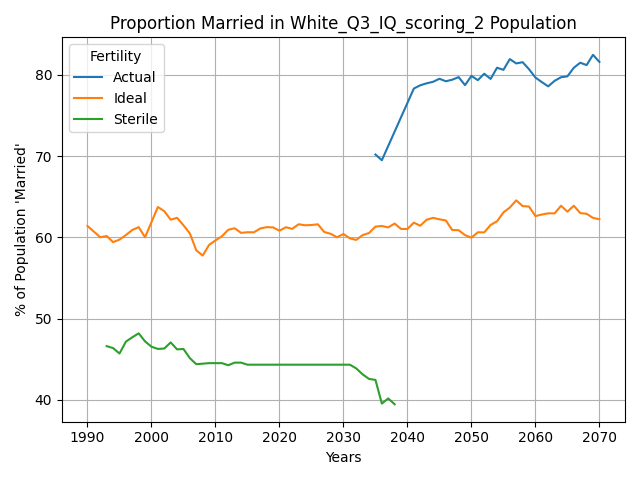 Proportion Married in White_Q3_IQ_scoring_2 Population
Fertility
Actual
Ideal
Sterile
% of Population 'Married'
80
70
60
50
40
1990 2000 2010 2020 2030 2040 2050 2060 2070
Years